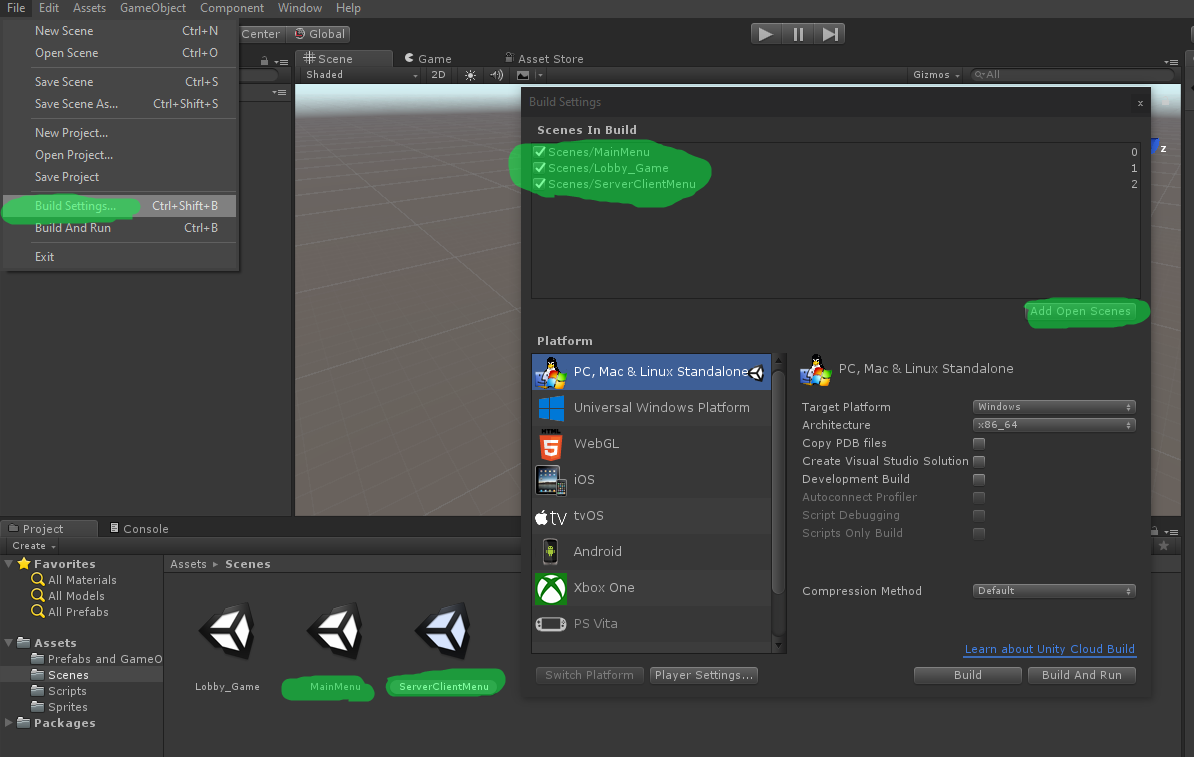 File Edit Assets GameObject Component Window Help
New Scene Ctrl+N
Open Scene Ctrl+O
Save Scene Ctrl+S
Save Scene As... Ctrl+Shift+S
New Project...
Open Project...
Save Project
Build Settings... Ctrl+Shift+B
Build And Run Ctrl+B
Exit
Center Global
Scene Game Asset Store
Shaded 2D Gizmos All
z
Build Settings x
Scenes In Build
Scenes/MainMenu 0
Scenes/Lobby_Game 1
Scenes/ServerClientMenu 2
Add Open Scenes
Platform
PC, Mac & Linux Standalone
Universal Windows Platform
HTML
5
WebGL
iOS
tv
tvOS
Android
Xbox One
PS Vita
PC, Mac & Linux Standalone
Target Platform Windows
Architecture x86_64
Copy PDB files
Create Visual Studio Solution
Development Build
Autoconnect Profiler
Script Debugging
Scripts Only Build
Compression Method Default
Learn about Unity Cloud Build
Switch Platform Player Settings... Build Build And Run
Project Console
Create
Favorites
All Materials
All Models
All Prefabs
Assets
Prefabs and GameO
Scenes
Scripts
Sprites
Packages
Assets Scenes
Lobby_Game MainMenu ServerClientMenu